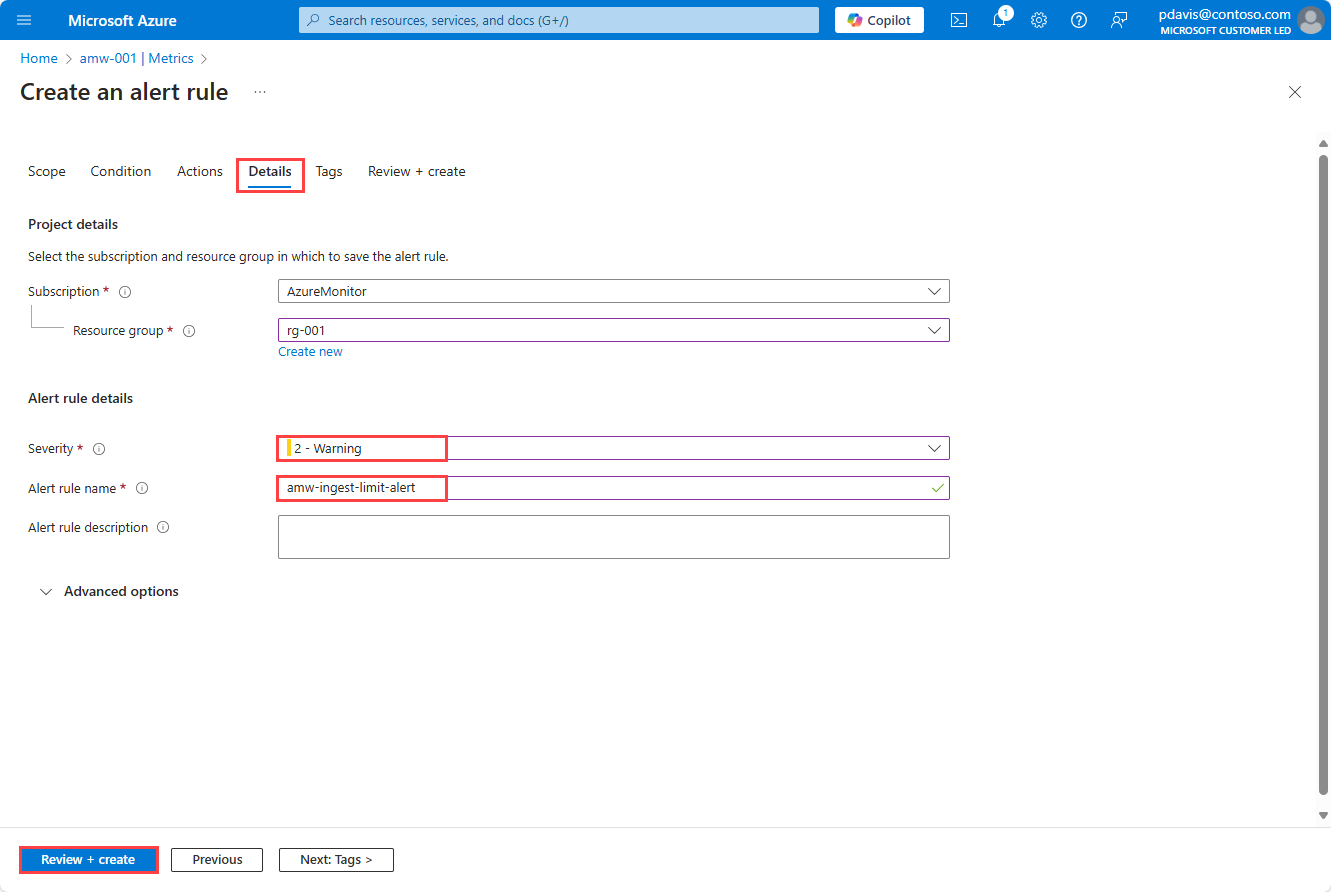 Microsoft Azure
Search resources, services, and docs (G+/)
Copilot
1
pdavis@contoso.com
MICROSOFT CUSTOMER LED
Home > amw-001 | Metrics >
Create an alert rule ...
Scope Condition Actions Details Tags Review + create
Project details
Select the subscription and resource group in which to save the alert rule.
Subscription * AzureMonitor
Resource group * rg-001
Create new
Alert rule details
Severity * 2 - Warning
Alert rule name * amw-ingest-limit-alert
Alert rule description
Advanced options
Review + create Previous Next: Tags >